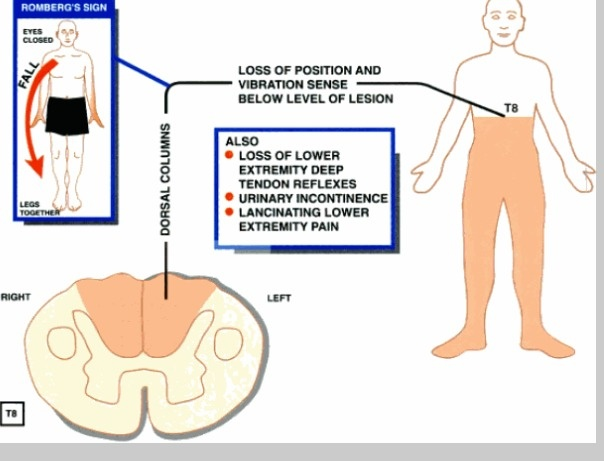 ROMBERG'S SIGN
EYES
CLOSED
FALL
LEGS
TOGETHER
LOSS OF POSITION AND
VIBRATION SENSE
BELOW LEVEL OF LESION
T8
DORSAL COLUMNS
ALSO
LOSS OF LOWER
EXTREMITY DEEP
TENDON REFLEXES
URINARY INCONTINENCE
LANCINATING LOWER
EXTREMITY PAIN
RIGHT
LEFT
T8